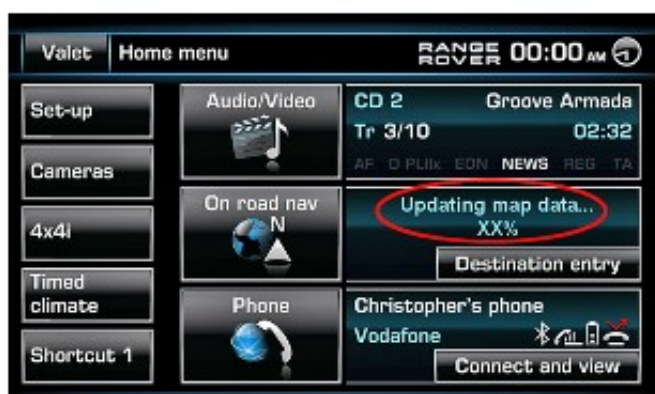 Valet
Home menu
RANGE ROVER 00:00 AM
Set-up
Cameras
4x4i
Timed
climate
Shortcut 1
Audio/Video
On road nav
N
Phone
CD 2 Groove Armada
Tr 3/10 02:32
AF D PLIIx EON NEWS REG TA
Updating map data...
XX%
Destination entry
Christopher's phone
Vodafone
Connect and view